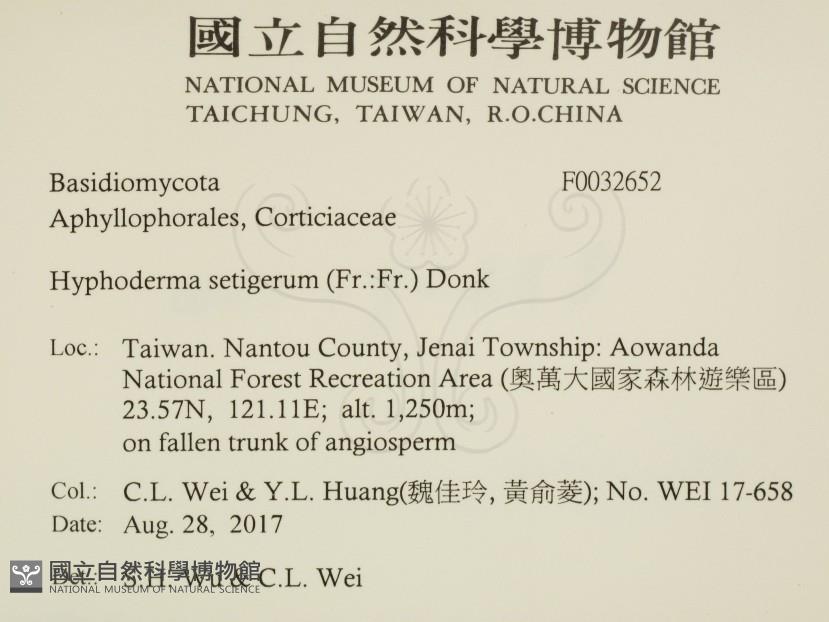 國立自然科學博物館
NATIONAL MUSEUM OF NATURAL SCIENCE
TAICHUNG, TAIWAN, R.O.CHINA
Basidiomycota F0032652
Aphyllophorales, Corticiaceae
Hyphoderma setigerum (Fr.:Fr.) Donk
Loc.: Taiwan. Nantou County, Jenai Township: Aowanda
National Forest Recreation Area (奧萬大國家森林遊樂區)
23.57N, 121.11E; alt. 1,250m;
on fallen trunk of angiosperm
Col.: C.L. Wei & Y.L. Huang(魏佳玲, 黃俞菱); No. WEI 17-658
Date: Aug. 28, 2017
Det.: S.H. Wu & C.L. Wei
國立自然科學博物館
NATIONAL MUSEUM OF NATURAL SCIENCE